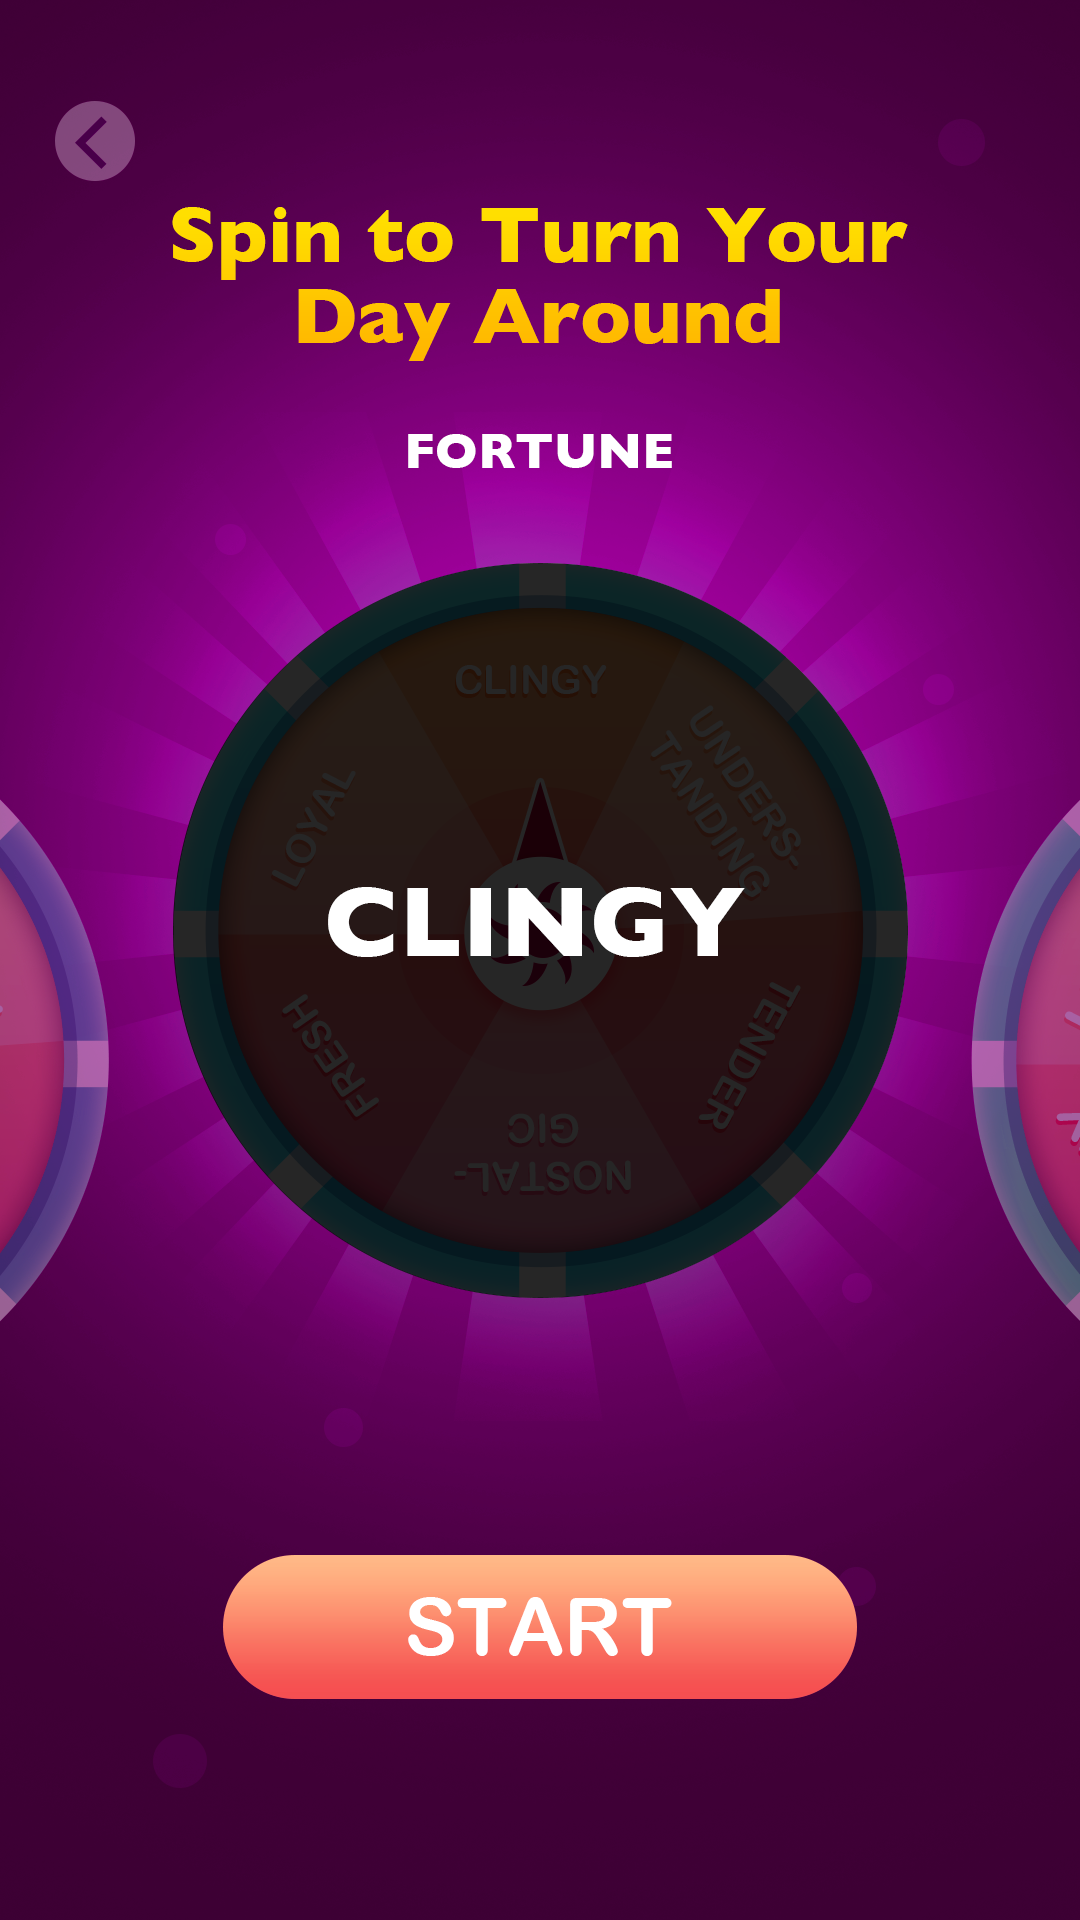 Spin to Turn Your
Day Around
FORTUNE
CLINGY
UNDERS-
TANDING
LOYAL
CLINGY
FRESH
TENDER
NOSTAL-
GIC
START